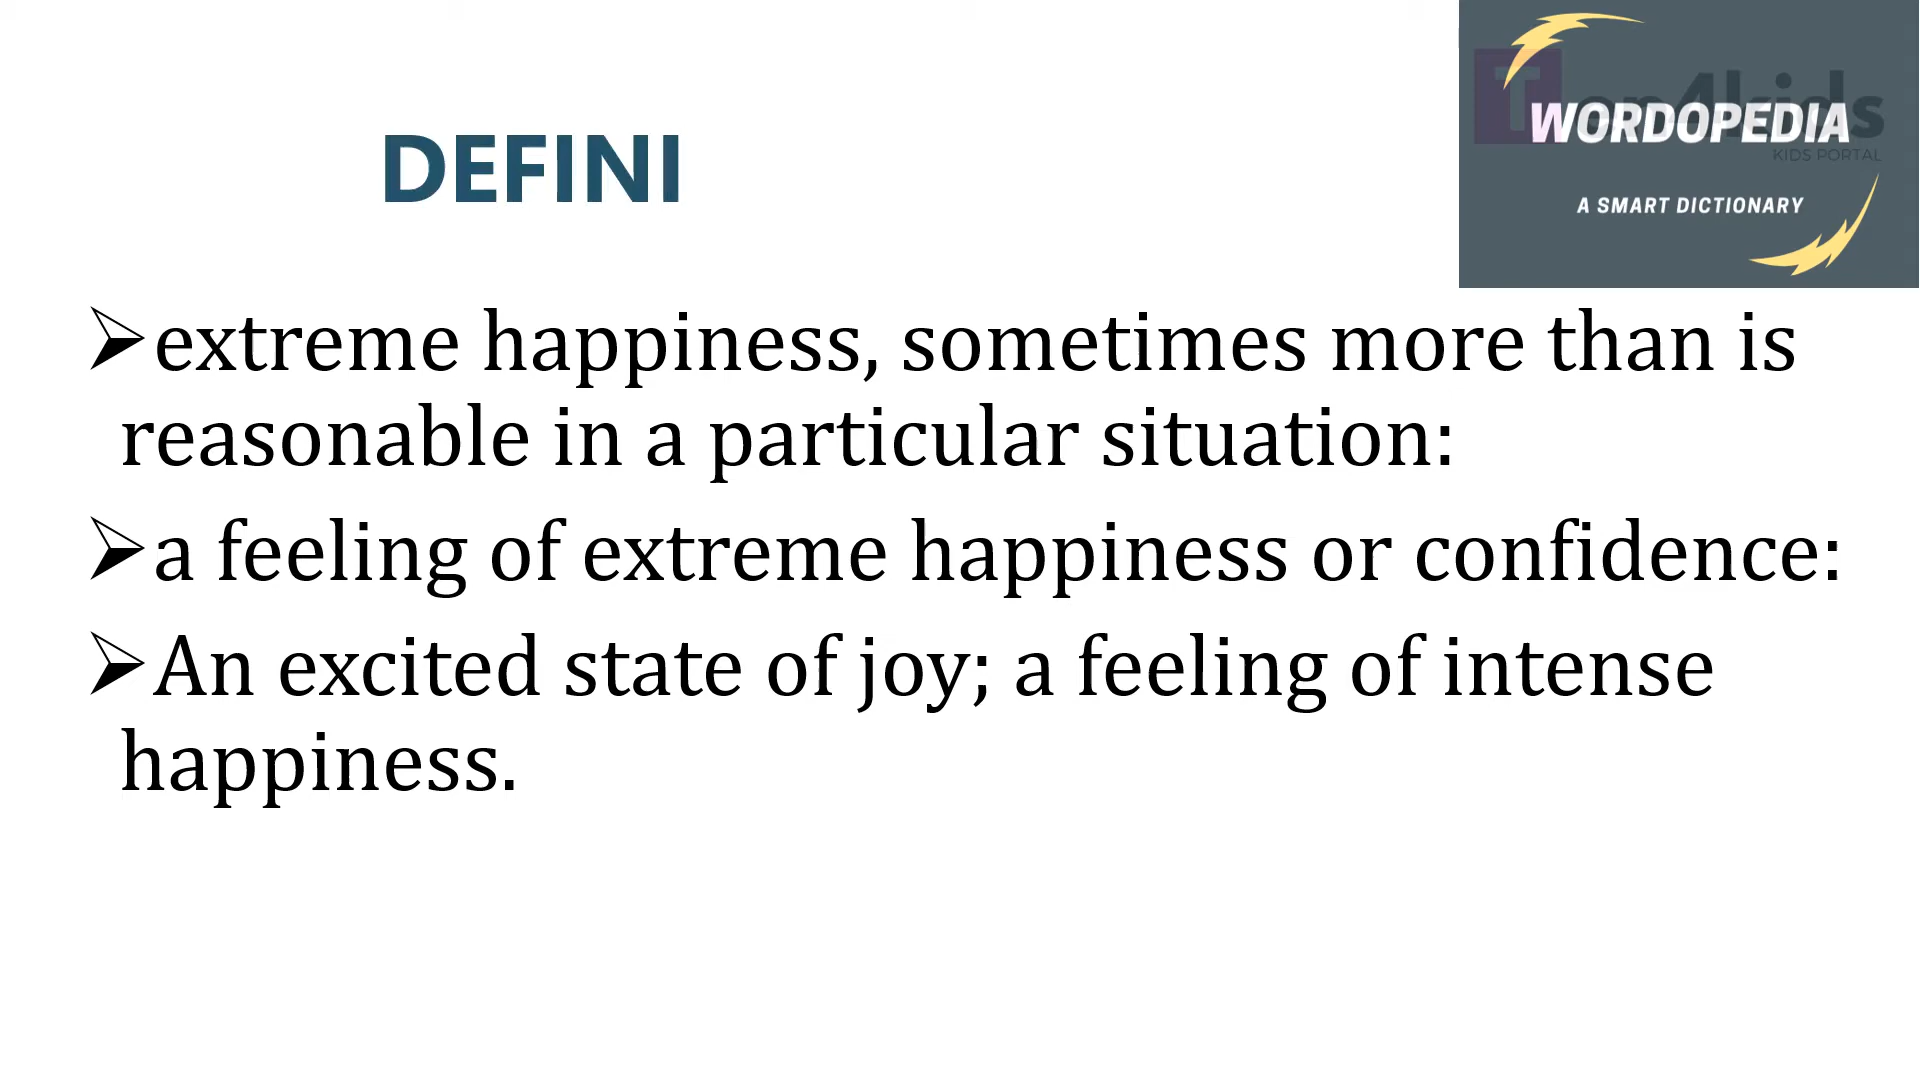 DEFINI
WORDOPEDIA
KIDS PORTAL
A SMART DICTIONARY
extreme happiness, sometimes more than is
reasonable in a particular situation:
a feeling of extreme happiness or confidence:
An excited state of joy; a feeling of intense
happiness.